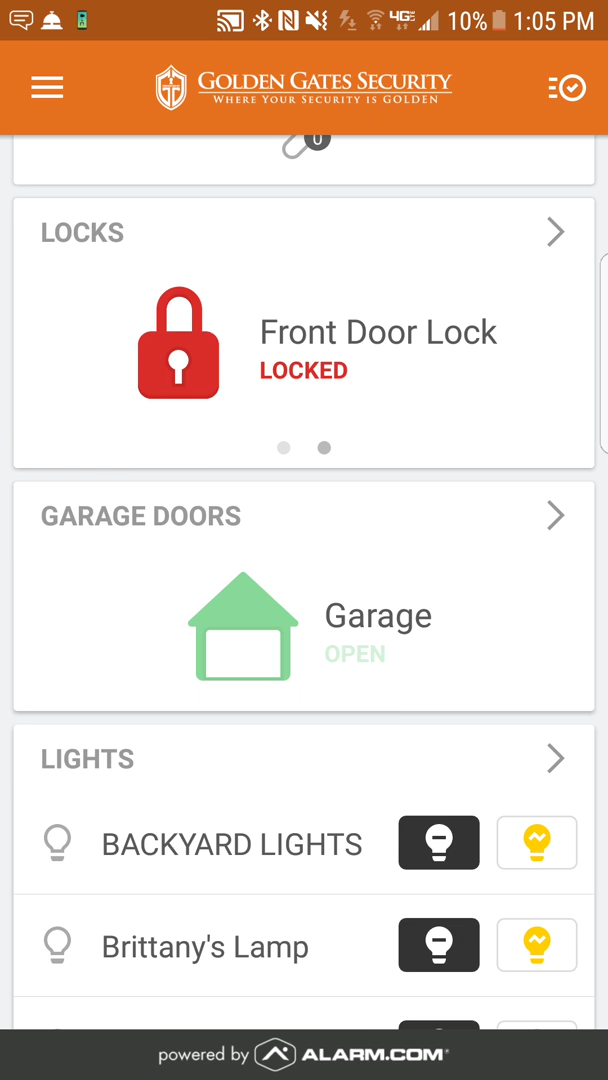 4G
10%
1:05 PM
GOLDEN GATES SECURITY
WHERE YOUR SECURITY IS GOLDEN
0
LOCKS
Front Door Lock
LOCKED
GARAGE DOORS
Garage
OPEN
LIGHTS
BACKYARD LIGHTS
Brittany's Lamp
powered by ALARM.COM